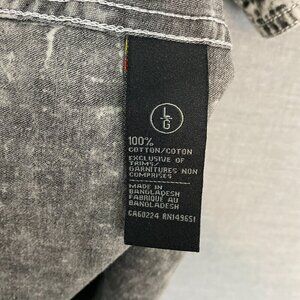 L
G
100%
COTTON/COTON
EXCLUSIVE OF
TRIMS/
GARNITURES NON
COMPRISES
MADE IN
BANGLADESH
FABRIQUE AU
BANGLADESH
CA60224 RN149651